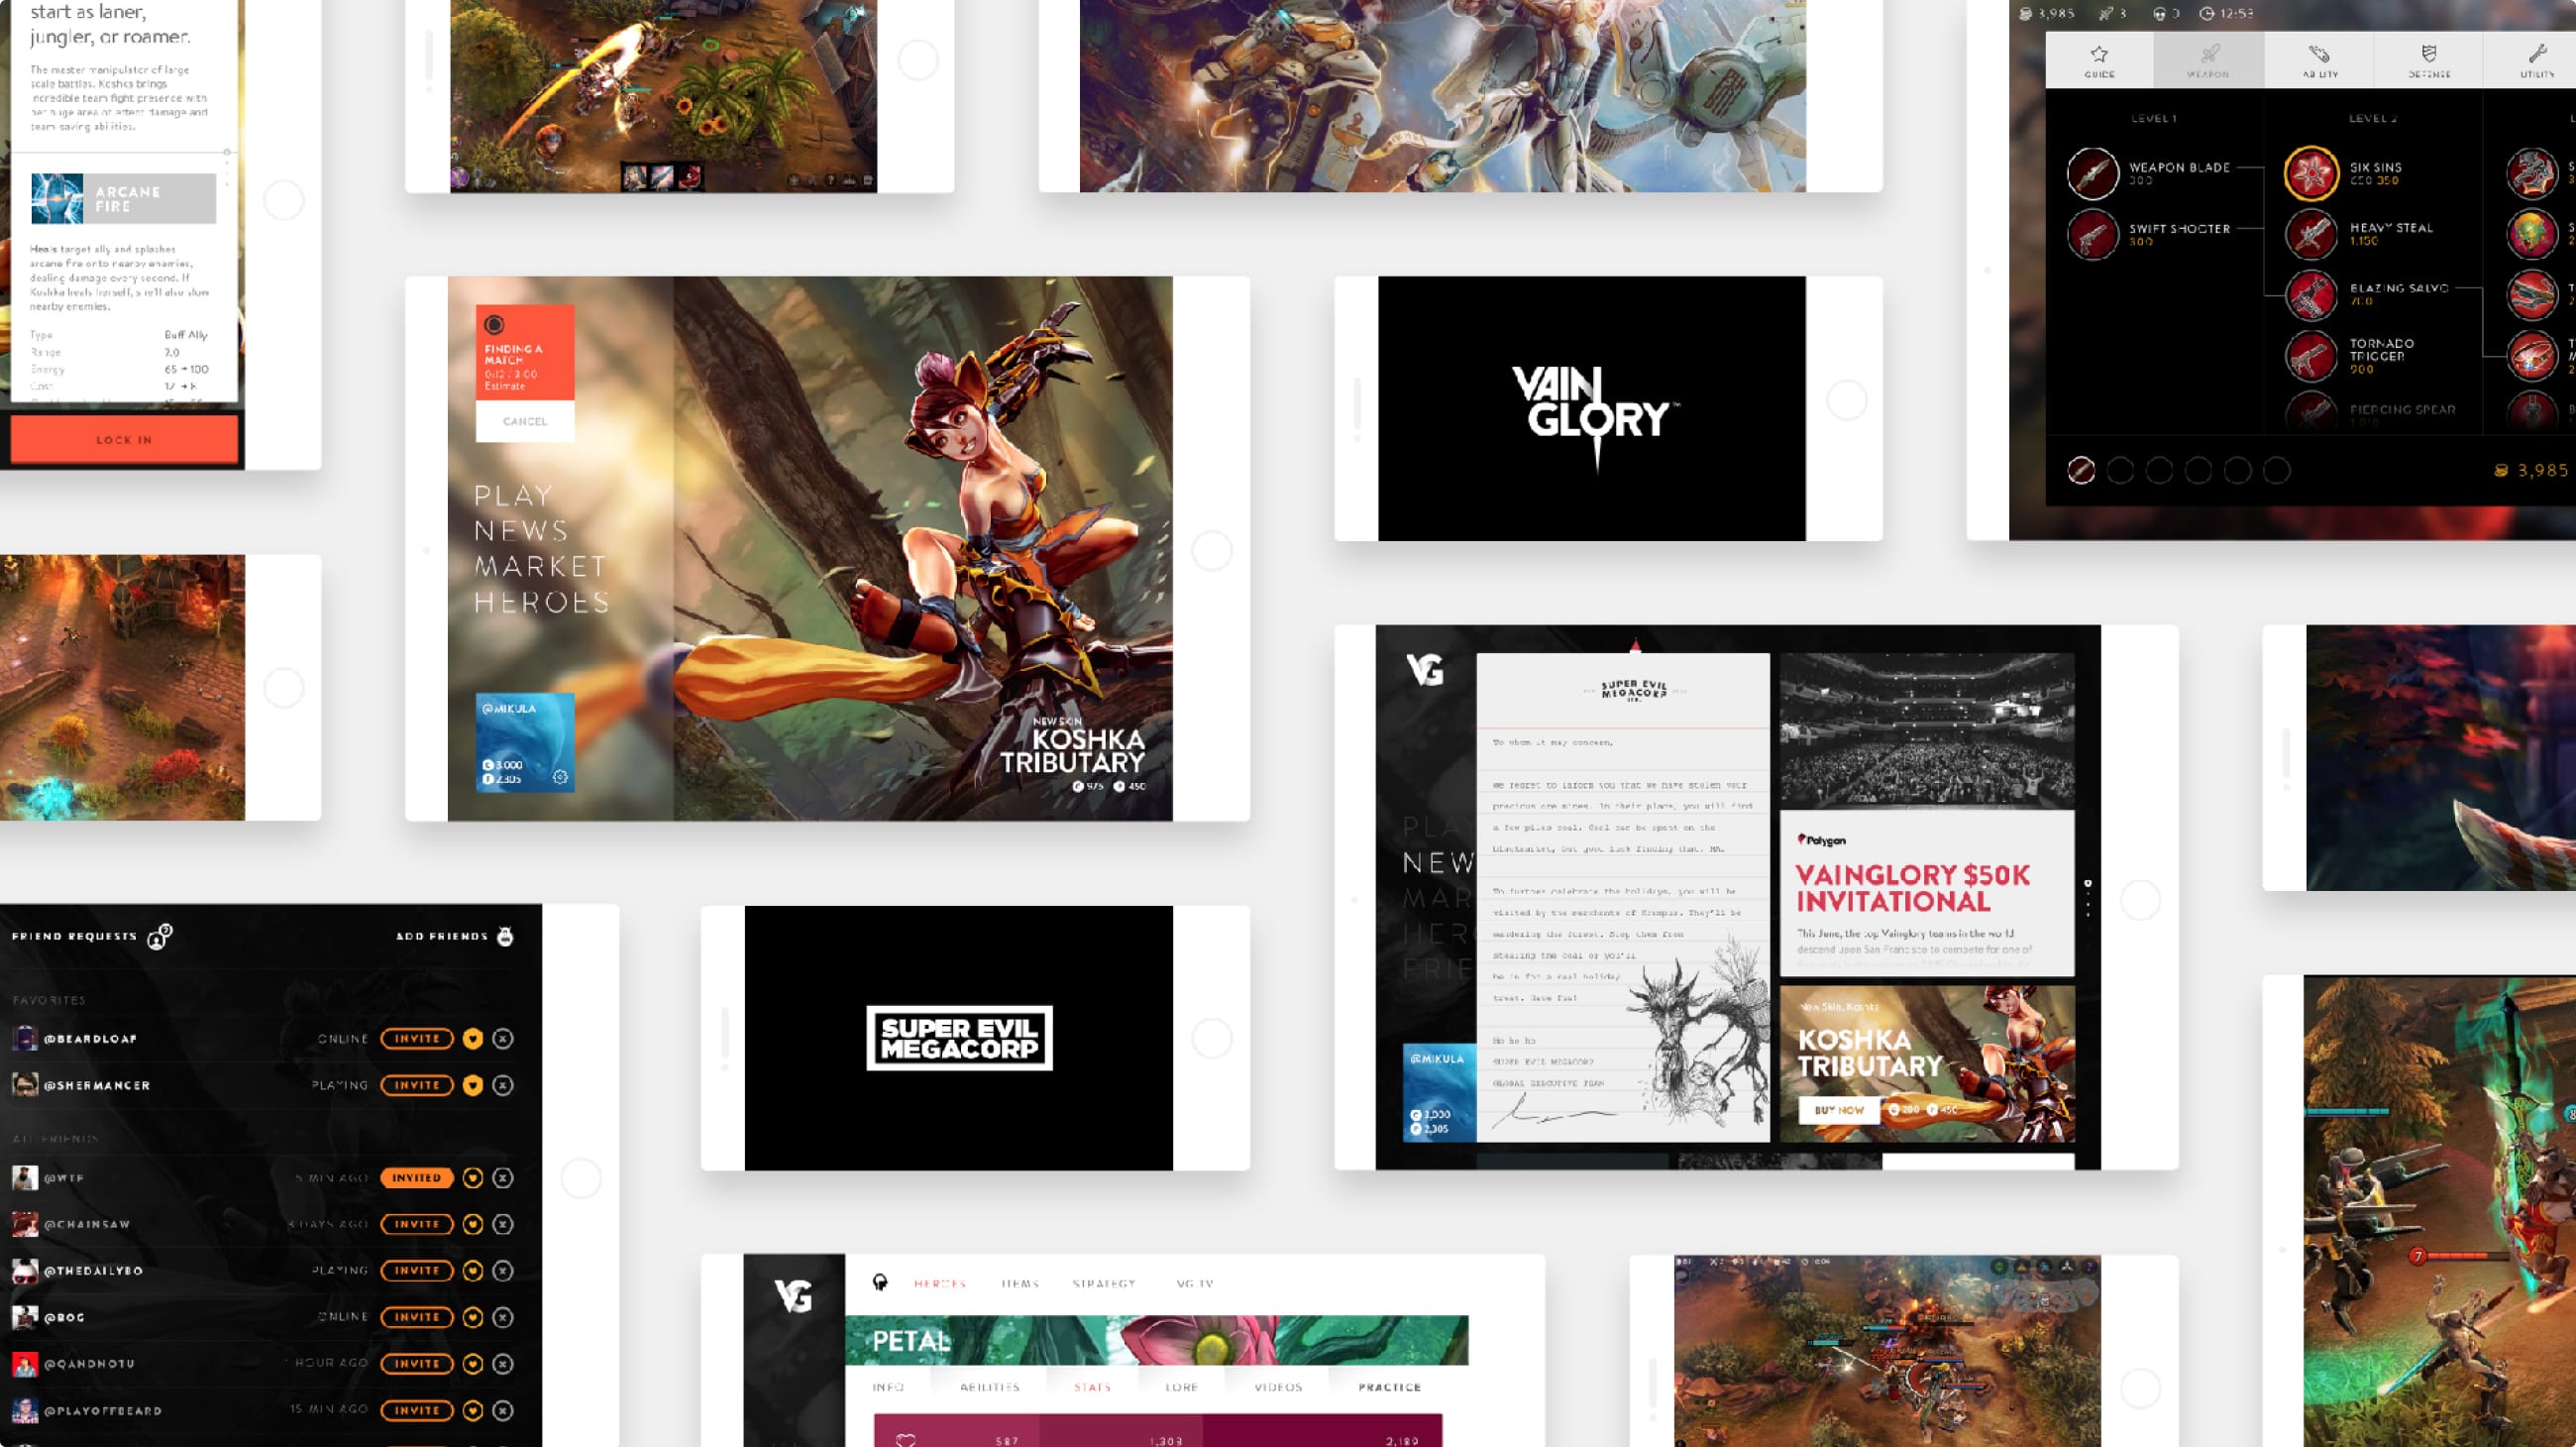 start as laner,
jungler, or roamer.
The master manipulator of large
scale battles. Koshka brings
incredible team fight presence with
her huge area of effect damage and
team-saving abilities.
ARCANE
FIRE
Heals target ally and splashes
arcane fire onto nearby enemies,
dealing damage every second. If
Koshka heals herself, she'll also slow
nearby enemies.
Type Buff Ally
Range 7.0
Energy 65 → 100
Cost
LOCK IN
3,985 3 0 12:53
GUIDE WEAPON ABILITY DEFENSE UTILITY
LEVEL 1 LEVEL 2
WEAPON BLADE
300
SWIFT SHOOTER
300
SIX SINS
650 350
HEAVY STEAL
1,150
BLAZING SALVO
700
TORNADO
TRIGGER
900
PIERCING SPEAR
3,985
FINDING A
MATCH
0:12 / 3:00
Estimate
CANCEL
PLAY
NEWS
MARKET
HEROES
@MIKULA
3,000
2,305
NEW SKIN
KOSHKA
TRIBUTARY
975 450
VAIN
GLORY™
VG
PLA
NEW
MAR
HER
FRIE
@MIKULA
3,000
2,305
SUPER EVIL
MEGACORP
To whom it may concern,
We regret to inform you that we have stolen your
precious ore mines. In their place, you will find
a few piles coal. Coal can be spent on the
blackmarket, but good luck finding that. Hh.
To further celebrate the holidays, you will be
visited by the merchants of Krampus. They'll be
wandering the forest. Stop them from
stealing the coal or you'll
be in for a real holiday
treat. Have fun!
Ho ho ho
SUPER EVIL MEGACORP
GLOBAL EXECUTIVE TEAM
Polygon
VAINGLORY $50K
INVITATIONAL
This June, the top Vainglory teams in the world
descend upon San Francisco to compete for one of
New Skin, Koshka
KOSHKA
TRIBUTARY
BUY NOW 200 450
FRIEND REQUESTS ADD FRIENDS
FAVORITES
@BEARDLOAF ONLINE INVITE
@SHERMANCER PLAYING INVITE
ALL FRIENDS
@WTF 5 MIN AGO INVITED
@CHAINSAW 3 DAYS AGO INVITE
@THEDAILYBO PLAYING INVITE
@BOG ONLINE INVITE
@QANDNOTU 1 HOUR AGO INVITE
@PLAYOFFBEARD 15 MIN AGO INVITE
SUPER EVIL
MEGACORP
VG
HEROES ITEMS STRATEGY VG TV
PETAL
INFO ABILITIES STATS LORE VIDEOS PRACTICE
587 1,303 2,189
7